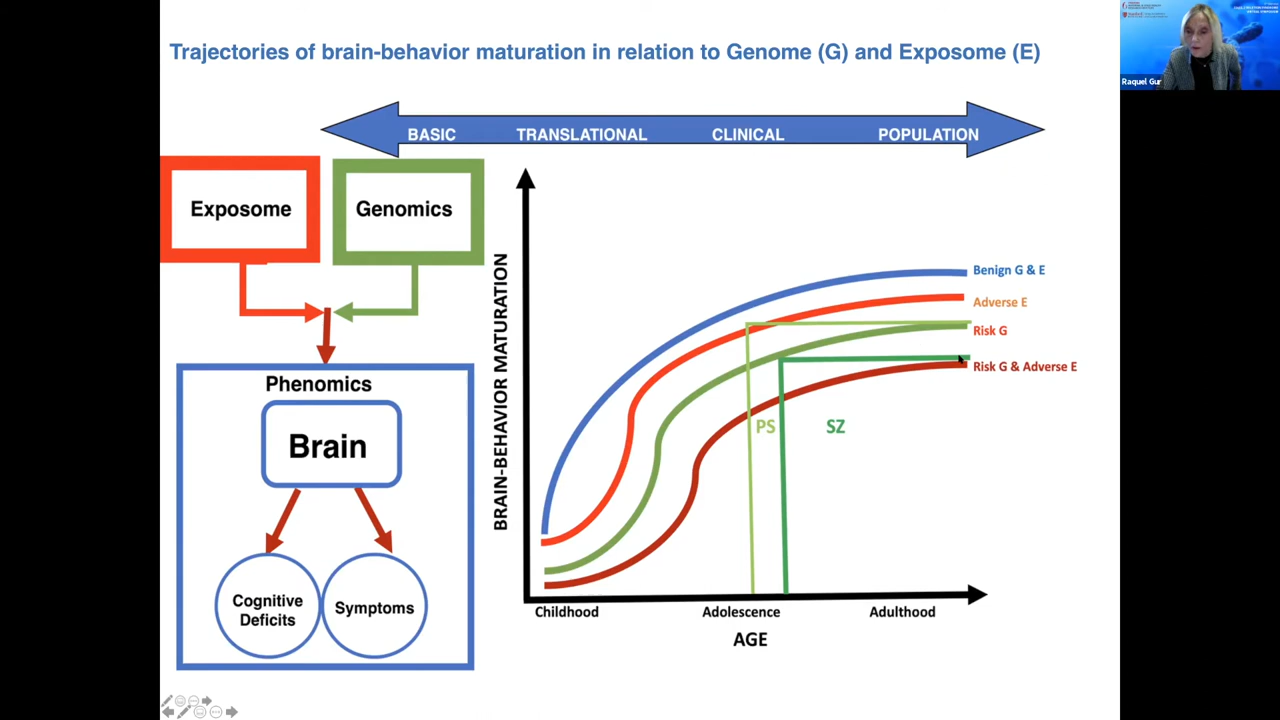 Trajectories of brain-behavior maturation in relation to Genome (G) and Exposome (E)
Raquel Gur
BASIC TRANSLATIONAL CLINICAL POPULATION
Exposome
Genomics
Phenomics
Brain
Cognitive
Deficits
Symptoms
BRAIN-BEHAVIOR MATURATION
Benign G & E
Adverse E
Risk G
Risk G & Adverse E
PS
SZ
Childhood
Adolescence
Adulthood
AGE